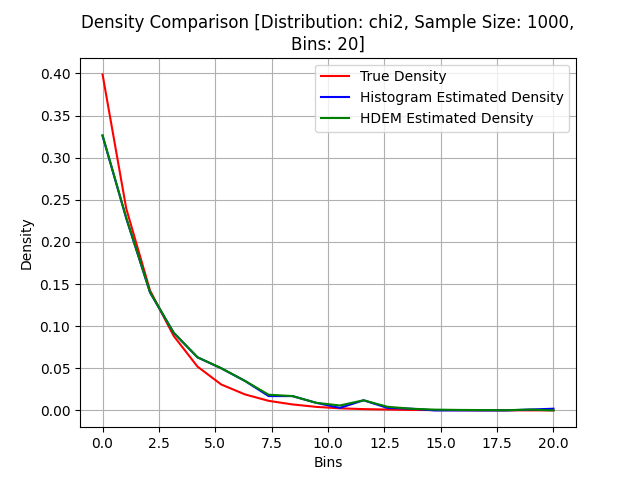 Density Comparison [Distribution: chi2, Sample Size: 1000,
Bins: 20]
True Density
Histogram Estimated Density
HDEM Estimated Density
Density
0.40
0.35
0.30
0.25
0.20
0.15
0.10
0.05
0.00
0.0 2.5 5.0 7.5 10.0 12.5 15.0 17.5 20.0
Bins